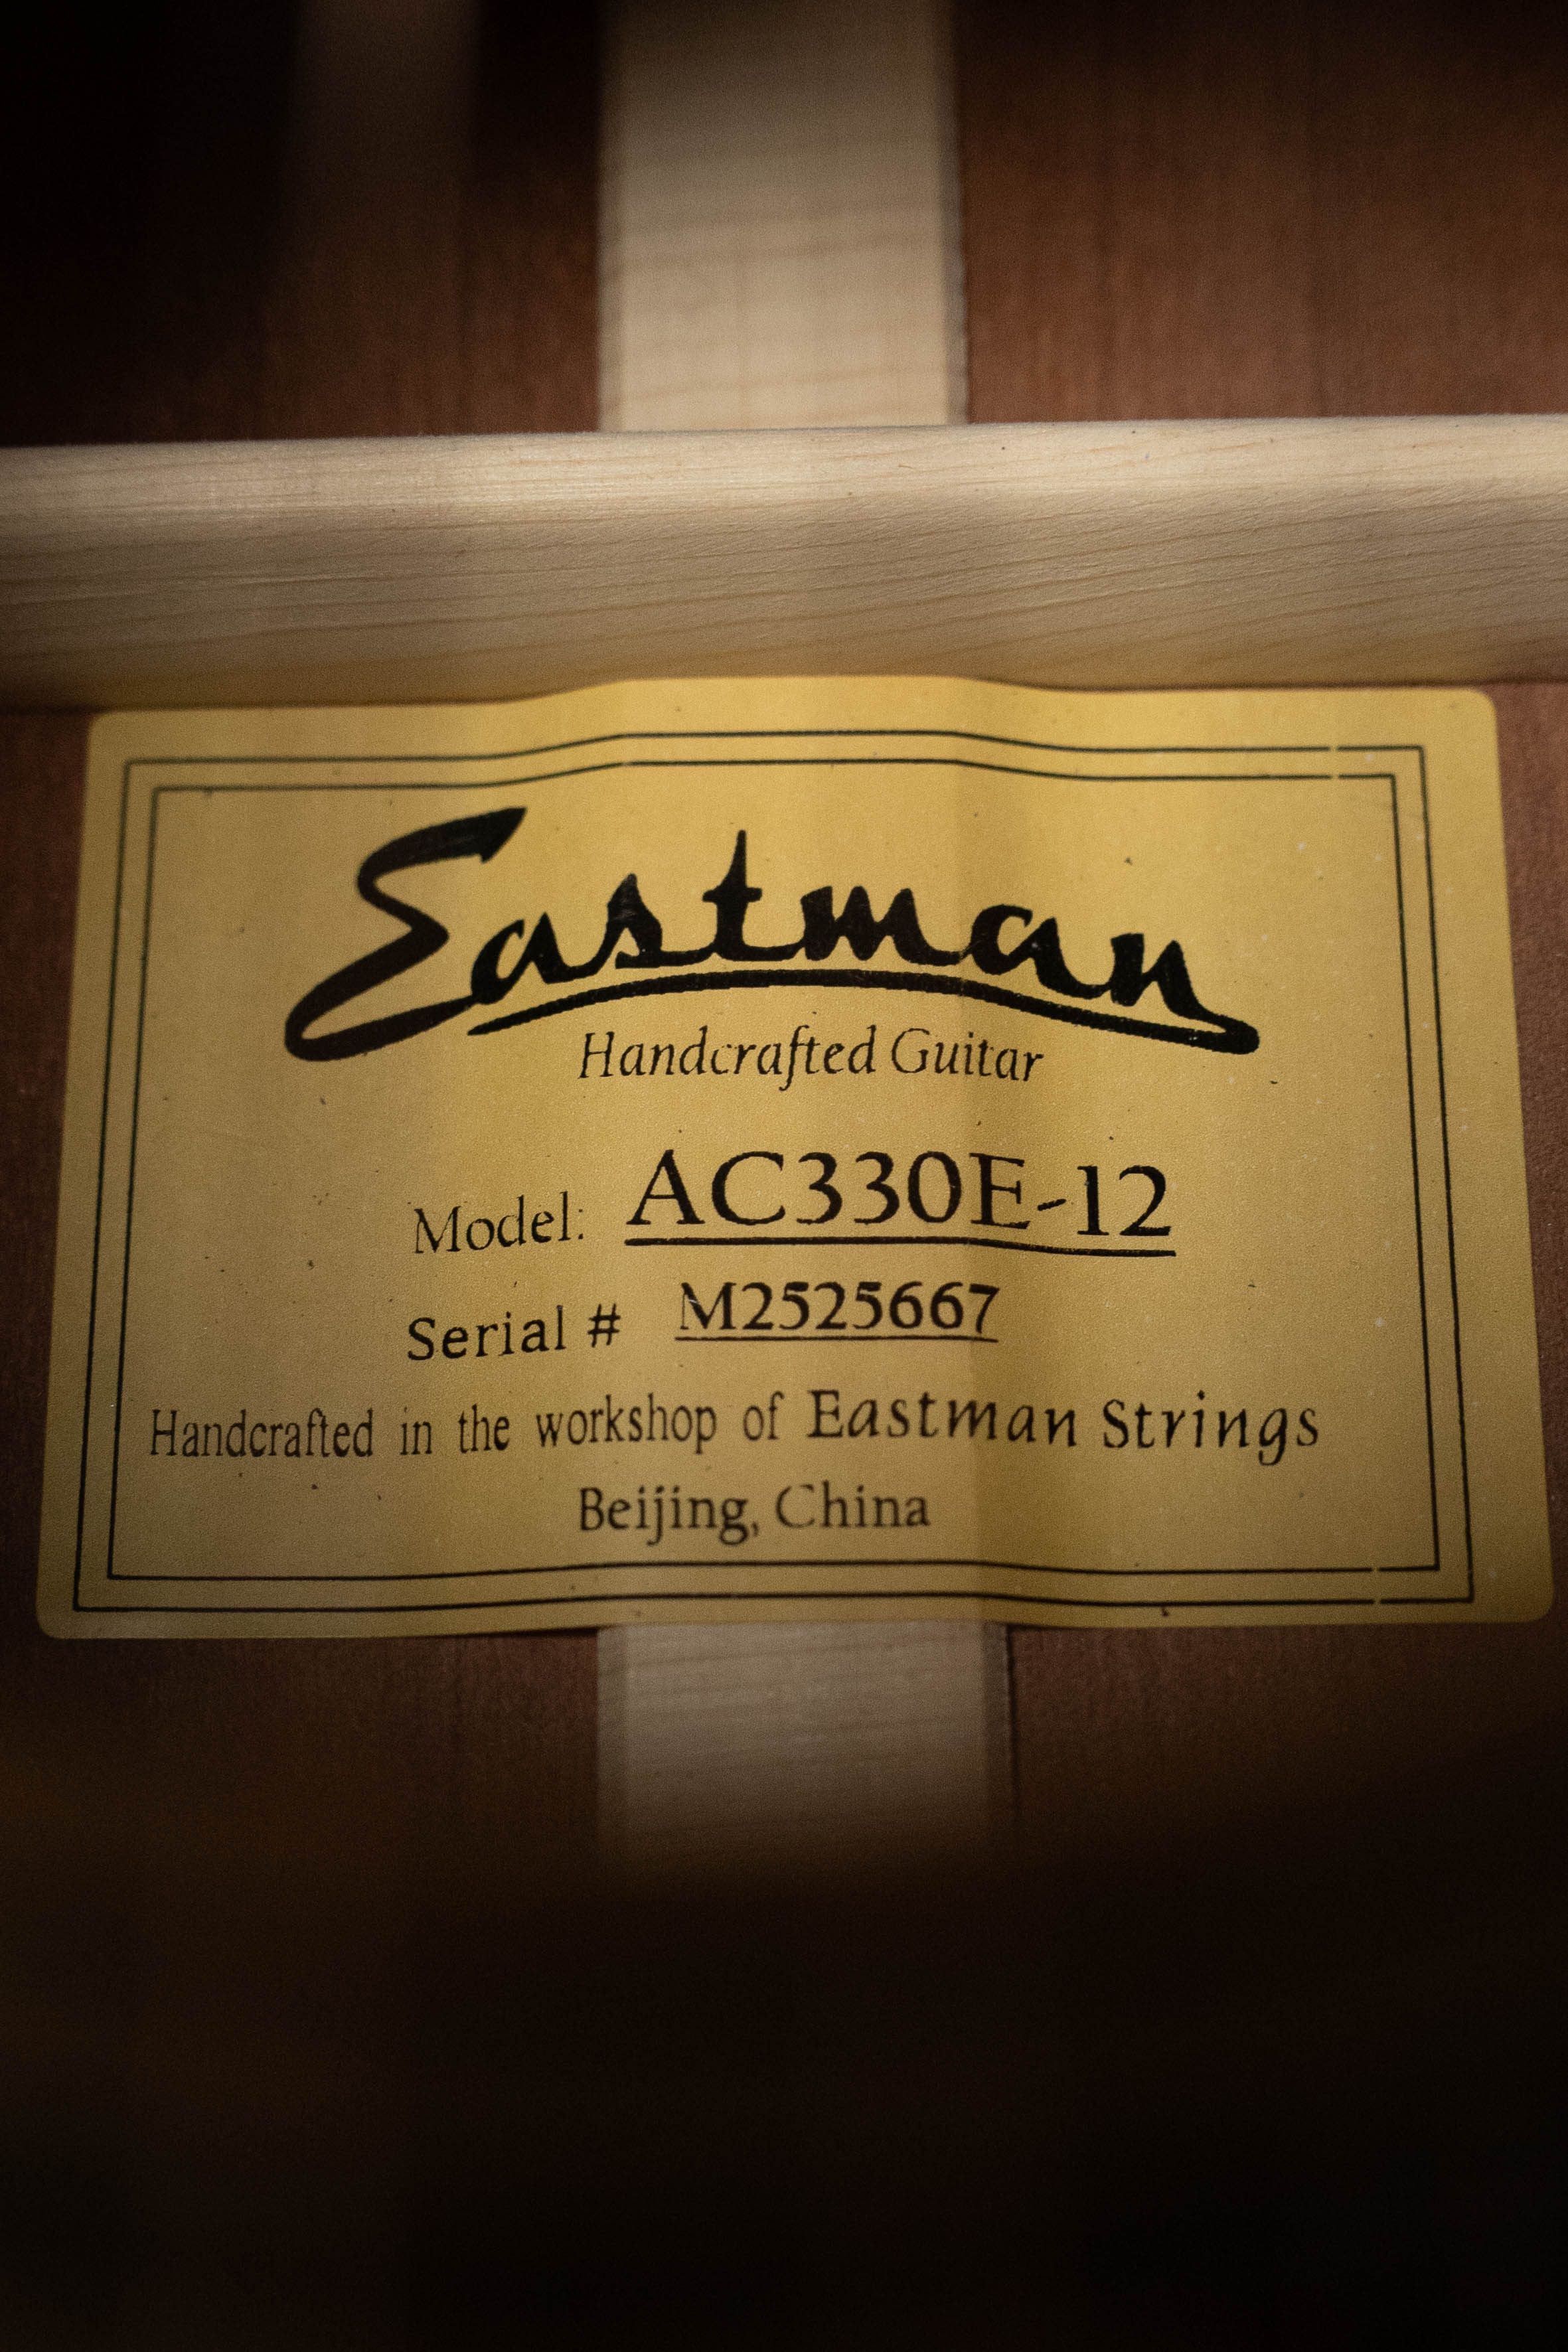 Eastman
Handcrafted Guitar
Model: AC330E-12
Serial # M2525667
Handcrafted in the workshop of Eastman Strings
Beijing, China